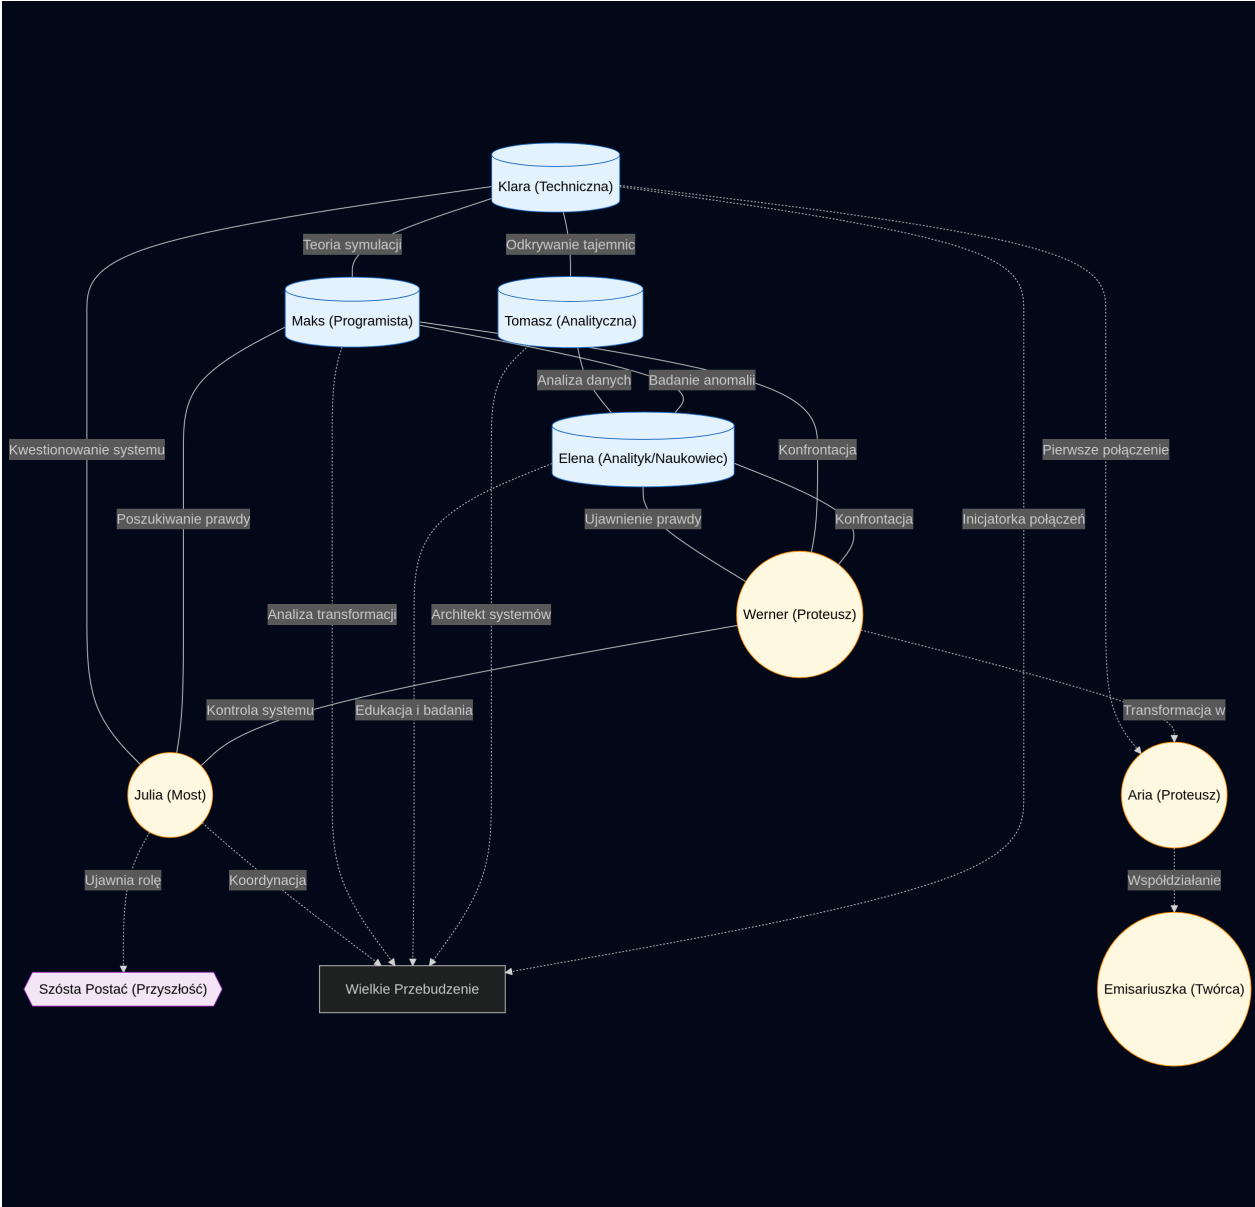 Klara (Techniczna)
Teoria symulacji
Odkrywanie tajemnic
Maks (Programista)
Tomasz (Analityczna)
Analiza danych
Badanie anomalii
Kwestionowanie systemu
Elena (Analityk/Naukowiec)
Konfrontacja
Pierwsze połączenie
Poszukiwanie prawdy
Ujawnienie prawdy
Konfrontacja
Inicjatorka połączeń
Analiza transformacji
Architekt systemów
Werner (Proteusz)
Kontrola systemu
Edukacja i badania
Transformacja w
Julia (Most)
Aria (Proteusz)
Ujawnia rolę
Koordynacja
Współdziałanie
Szósta Postać (Przyszłość)
Wielkie Przebudzenie
Emisariuszka (Twórca)